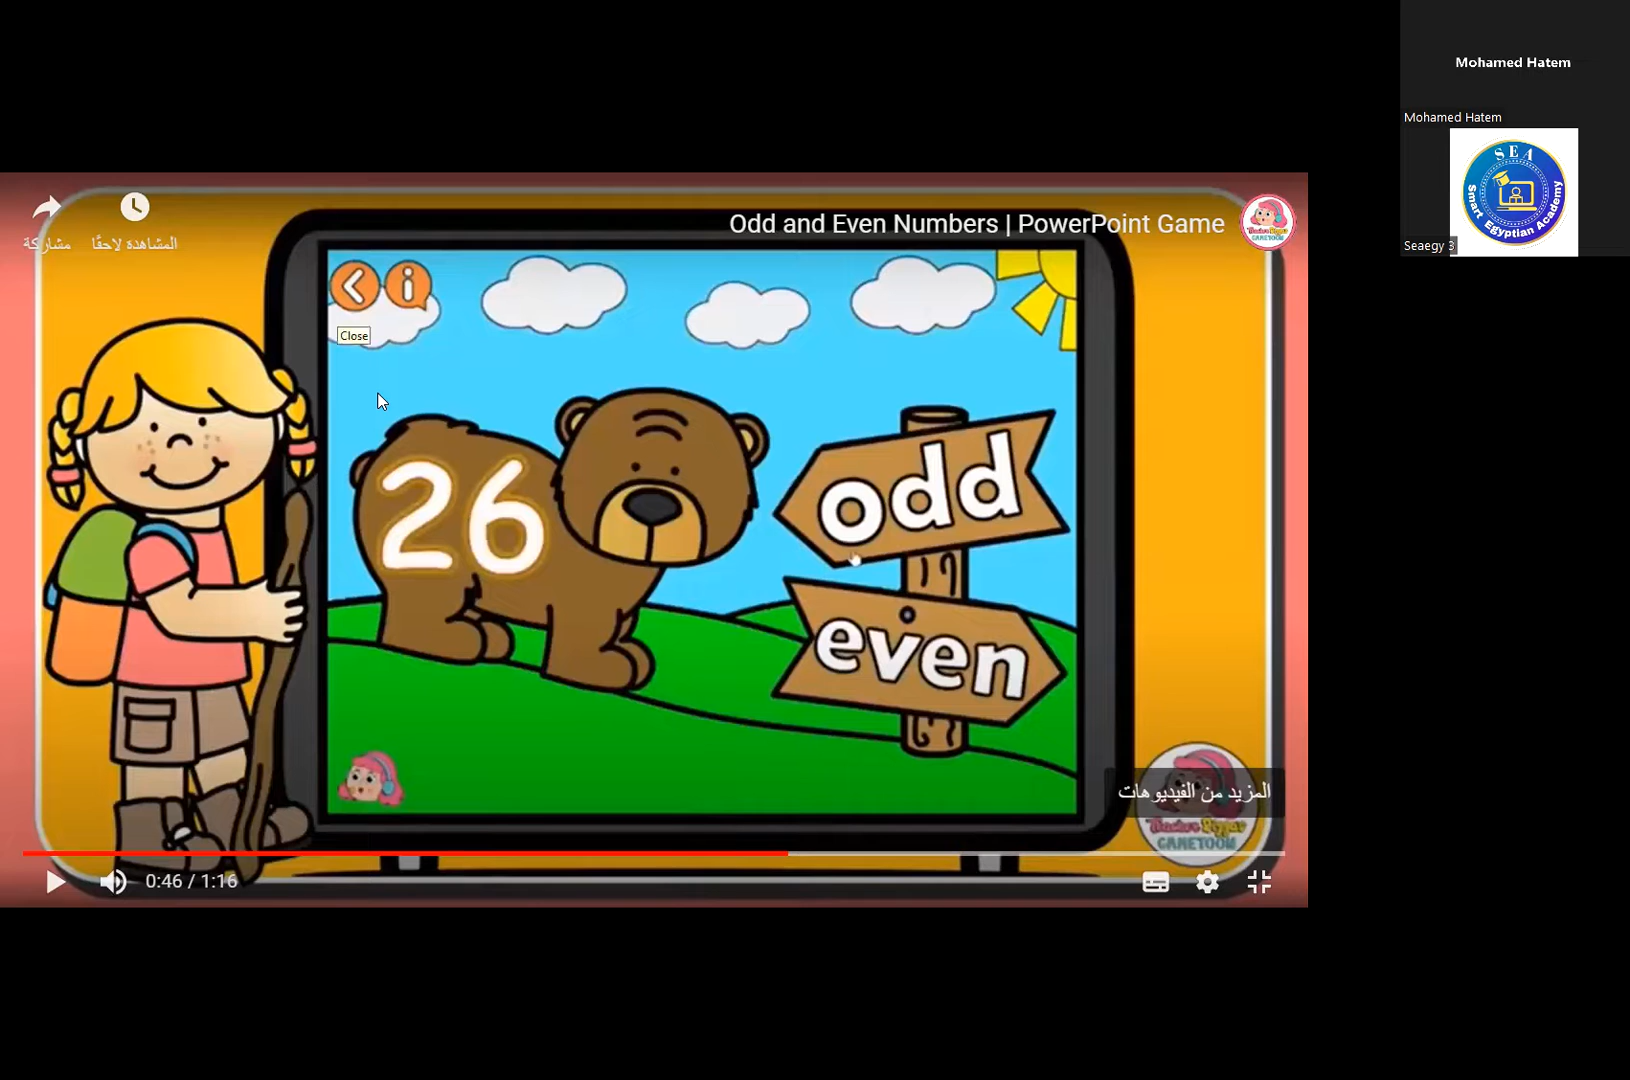 Mohamed Hatem
Mohamed Hatem
SEA
Smart Egyptian Academy
Seaegy 3
Odd and Even Numbers | PowerPoint Game
مشاركة
المشاهدة لاحقًا
Close
26
odd
even
المزيد من الفيديوهات
GAMETOON
0:46 / 1:16